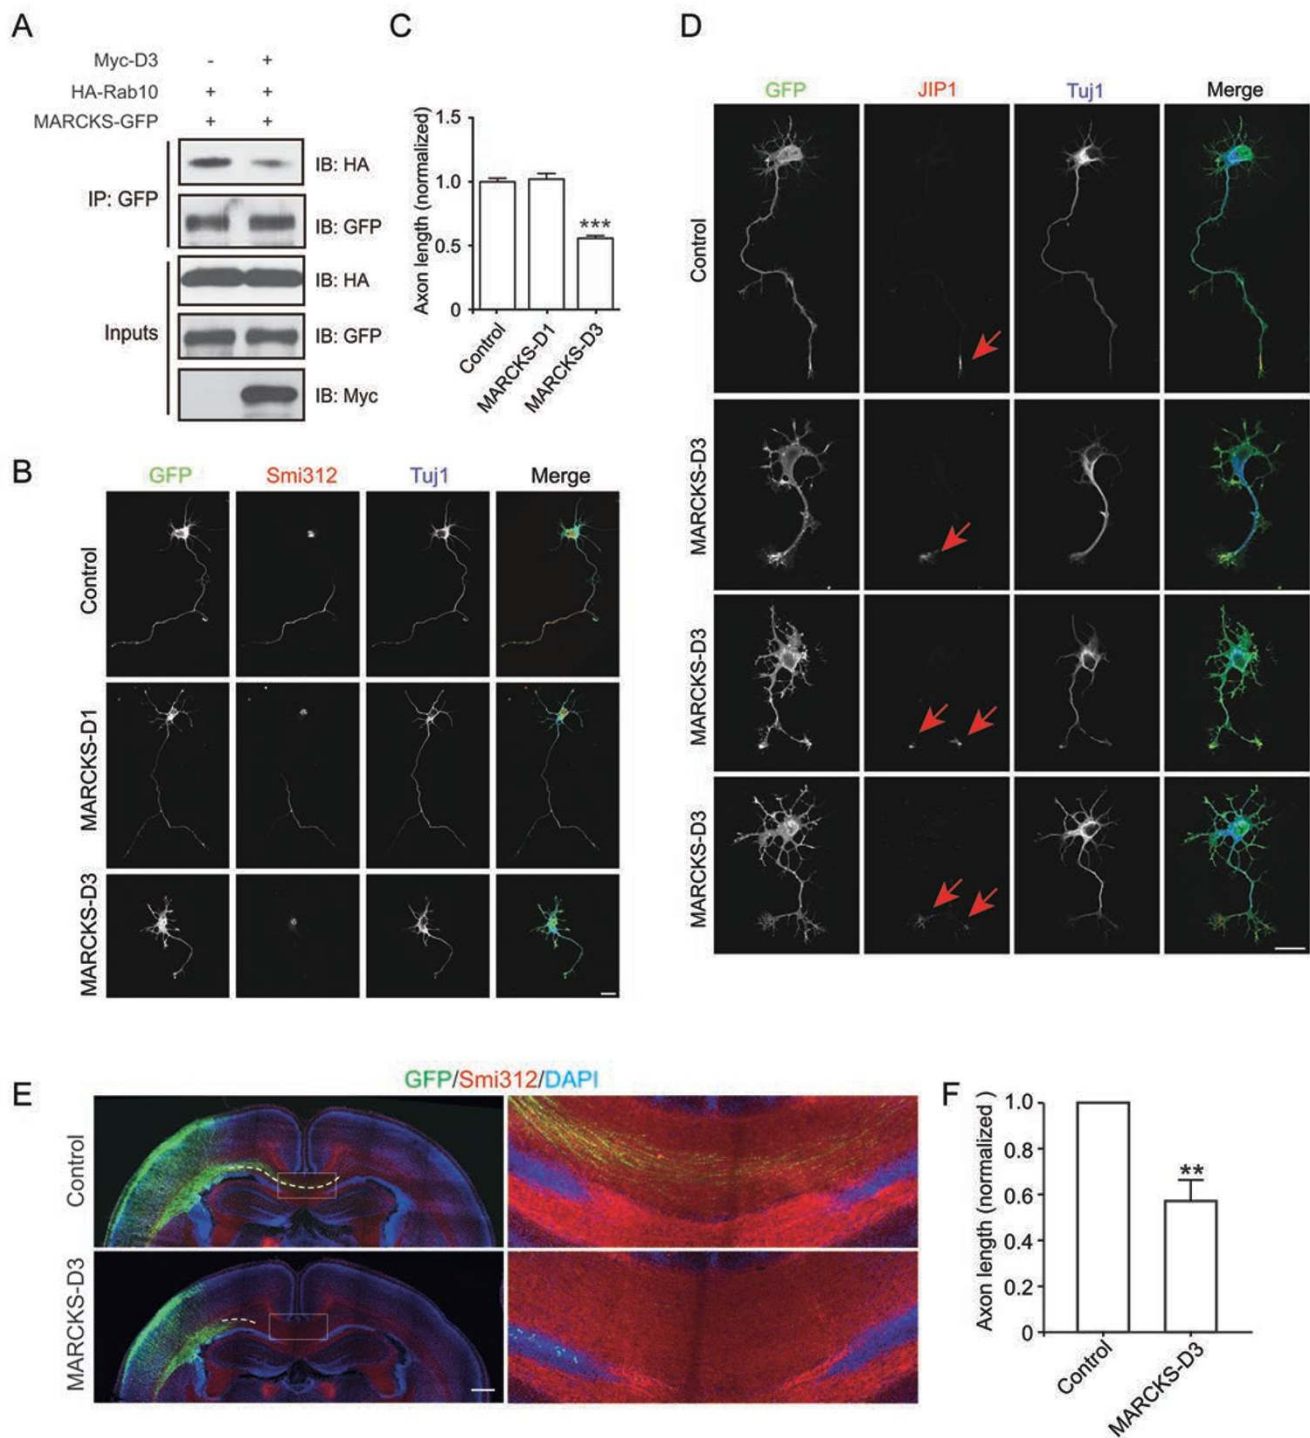 A
Myc-D3 - +
HA-Rab10 + +
MARCKS-GFP + +
IP: GFP
IB: HA
IB: GFP
Inputs
IB: HA
IB: GFP
IB: Myc
B
GFP Smi312 Tuj1 Merge
Control
MARCKS-D1
MARCKS-D3
C
Axon length (normalized)
1.5
1.0
0.5
0
***
Control
MARCKS-D1
MARCKS-D3
D
GFP JIP1 Tuj1 Merge
Control
MARCKS-D3
MARCKS-D3
MARCKS-D3
E
GFP/Smi312/DAPI
Control
MARCKS-D3
F
Axon length (normalized )
1.0
0.8
0.6
0.4
0.2
0
**
Control
MARCKS-D3